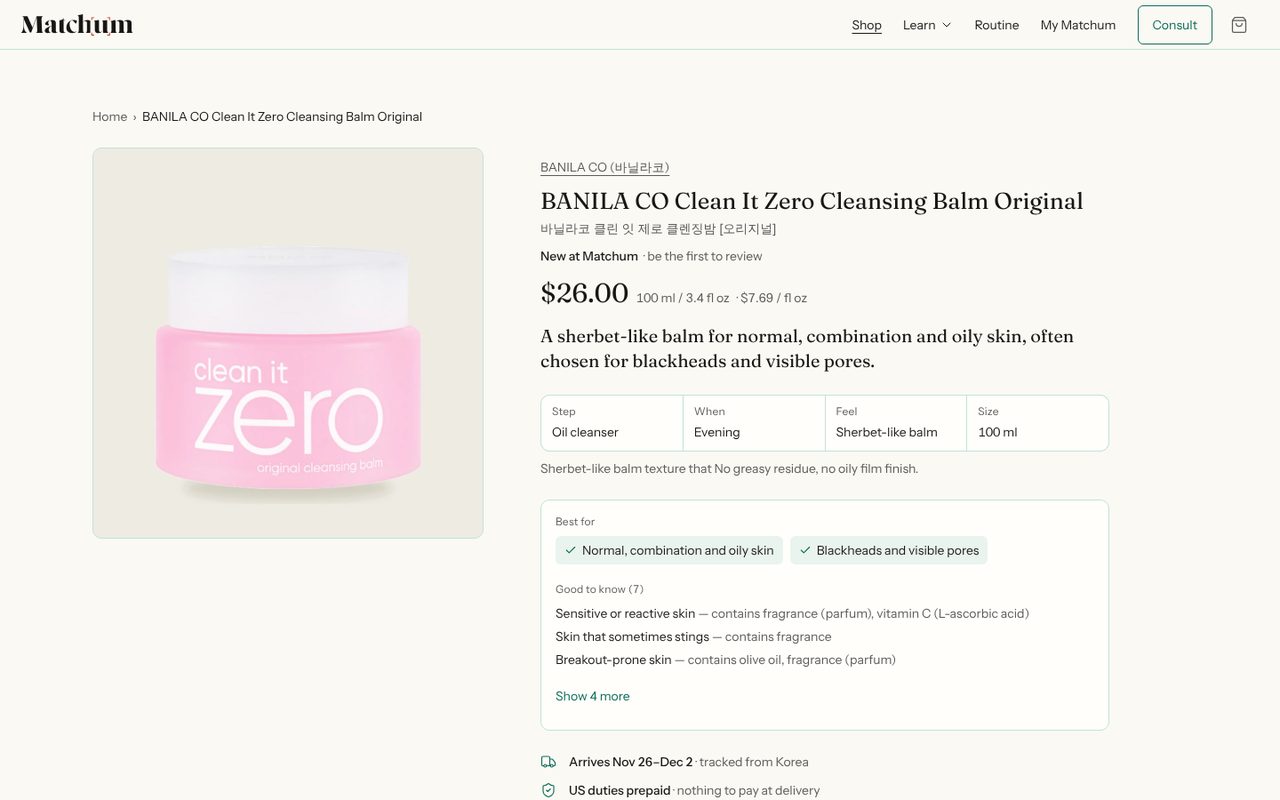 Matchum
Shop
Learn
Routine
My Matchum
Consult
Home › BANILA CO Clean It Zero Cleansing Balm Original
clean it
zero
original cleansing balm
BANILA CO (바닐라코)
BANILA CO Clean It Zero Cleansing Balm Original
바닐라코 클린 잇 제로 클렌징밤 [오리지널]
New at Matchum · be the first to review
$26.00 100 ml / 3.4 fl oz · $7.69 / fl oz
A sherbet-like balm for normal, combination and oily skin, often
chosen for blackheads and visible pores.
Step
Oil cleanser
When
Evening
Feel
Sherbet-like balm
Size
100 ml
Sherbet-like balm texture that No greasy residue, no oily film finish.
Best for
Normal, combination and oily skin
Blackheads and visible pores
Good to know (7)
Sensitive or reactive skin — contains fragrance (parfum), vitamin C (L-ascorbic acid)
Skin that sometimes stings — contains fragrance
Breakout-prone skin — contains olive oil, fragrance (parfum)
Show 4 more
Arrives Nov 26–Dec 2 · tracked from Korea
US duties prepaid · nothing to pay at delivery